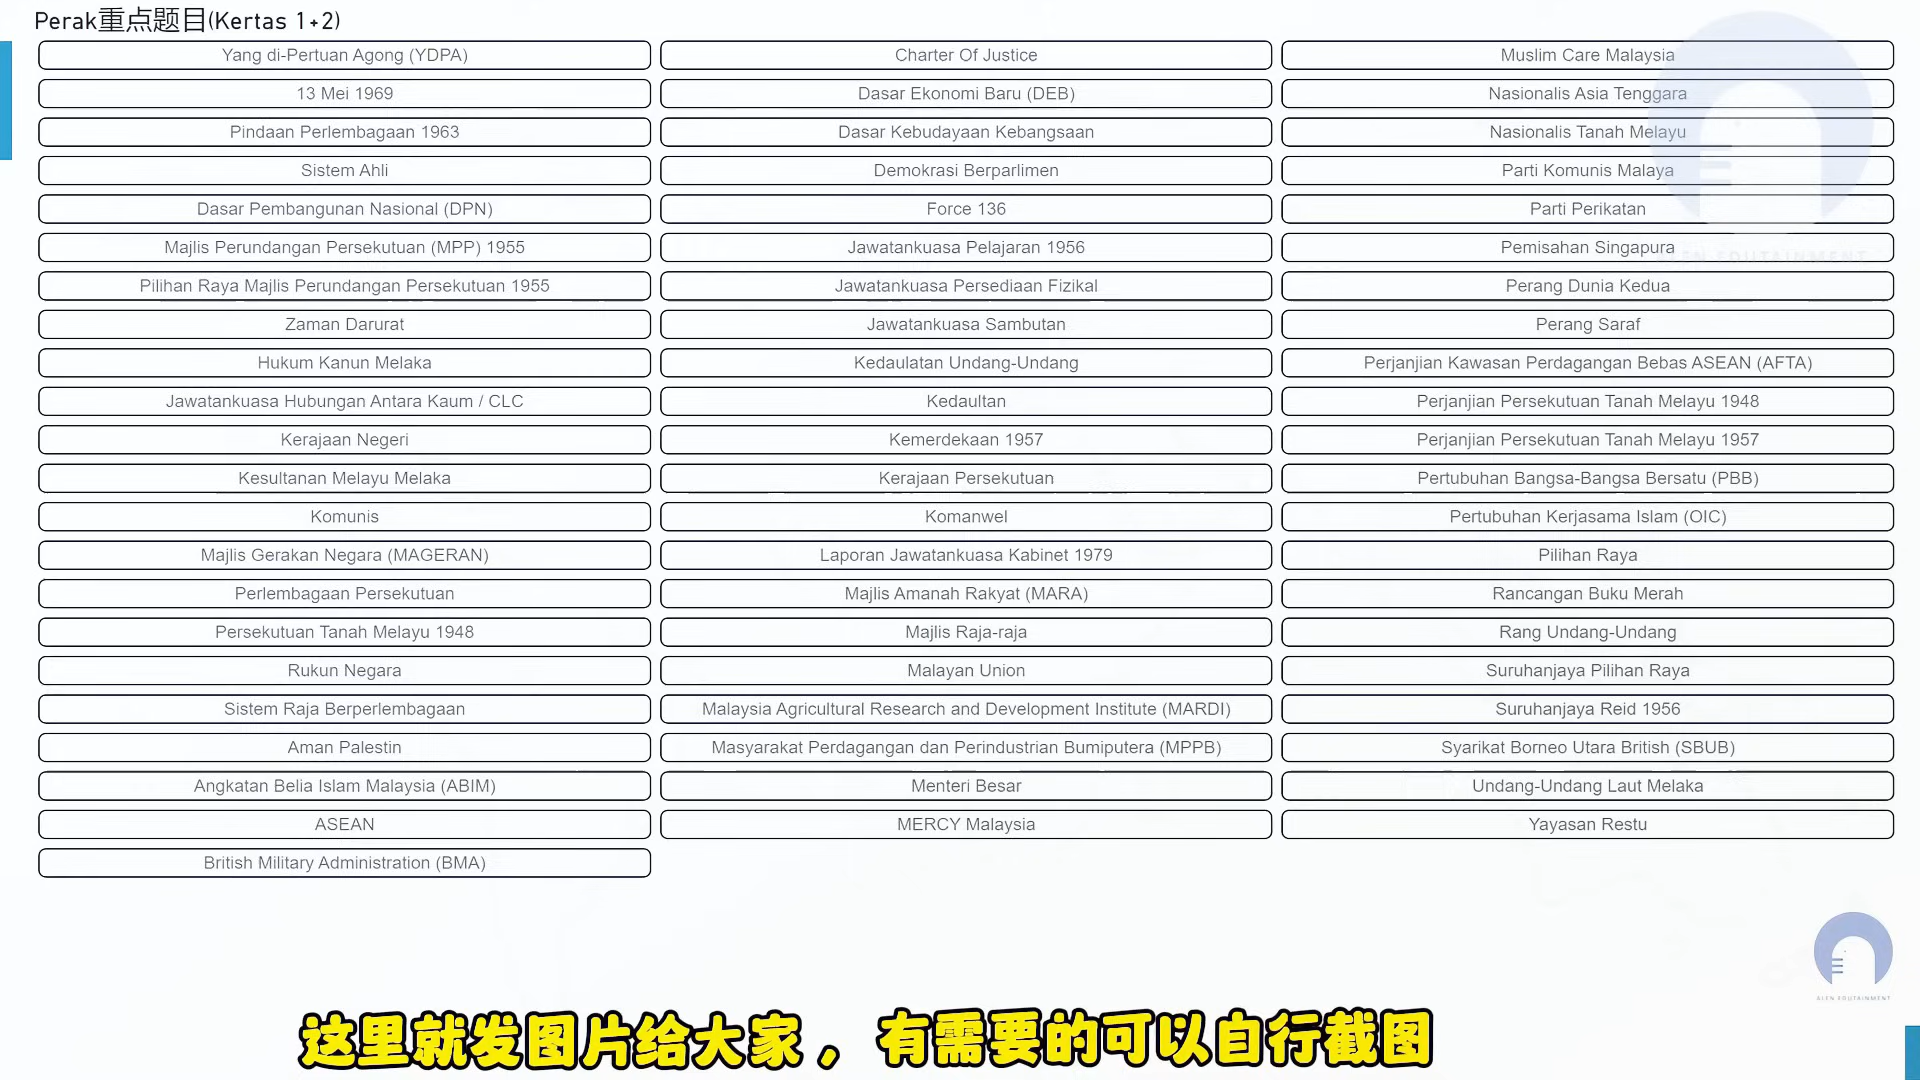 Perak重点题目(Kertas 1+2)
Yang di-Pertuan Agong (YDPA)
13 Mei 1969
Pindaan Perlembagaan 1963
Sistem Ahli
Dasar Pembangunan Nasional (DPN)
Majlis Perundangan Persekutuan (MPP) 1955
Pilihan Raya Majlis Perundangan Persekutuan 1955
Zaman Darurat
Hukum Kanun Melaka
Jawatankuasa Hubungan Antara Kaum / CLC
Kerajaan Negeri
Kesultanan Melayu Melaka
Komunis
Majlis Gerakan Negara (MAGERAN)
Perlembagaan Persekutuan
Persekutuan Tanah Melayu 1948
Rukun Negara
Sistem Raja Berperlembagaan
Aman Palestin
Angkatan Belia Islam Malaysia (ABIM)
ASEAN
British Military Administration (BMA)
Charter Of Justice
Dasar Ekonomi Baru (DEB)
Dasar Kebudayaan Kebangsaan
Demokrasi Berparlimen
Force 136
Jawatankuasa Pelajaran 1956
Jawatankuasa Persediaan Fizikal
Jawatankuasa Sambutan
Kedaulatan Undang-Undang
Kedaultan
Kemerdekaan 1957
Kerajaan Persekutuan
Komanwel
Laporan Jawatankuasa Kabinet 1979
Majlis Amanah Rakyat (MARA)
Majlis Raja-raja
Malayan Union
Malaysia Agricultural Research and Development Institute (MARDI)
Masyarakat Perdagangan dan Perindustrian Bumiputera (MPPB)
Menteri Besar
MERCY Malaysia
Muslim Care Malaysia
Nasionalis Asia Tenggara
Nasionalis Tanah Melayu
Parti Komunis Malaya
Parti Perikatan
Pemisahan Singapura
Perang Dunia Kedua
Perang Saraf
Perjanjian Kawasan Perdagangan Bebas ASEAN (AFTA)
Perjanjian Persekutuan Tanah Melayu 1948
Perjanjian Persekutuan Tanah Melayu 1957
Pertubuhan Bangsa-Bangsa Bersatu (PBB)
Pertubuhan Kerjasama Islam (OIC)
Pilihan Raya
Rancangan Buku Merah
Rang Undang-Undang
Suruhanjaya Pilihan Raya
Suruhanjaya Reid 1956
Syarikat Borneo Utara British (SBUB)
Undang-Undang Laut Melaka
Yayasan Restu
ALEN EDUTAINMENT
ALEN EDUTAINMENT
这里就发图片给大家，有需要的可以自行截图